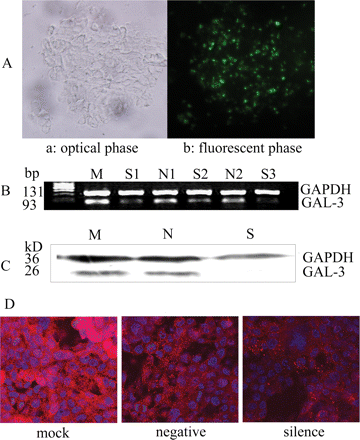 A
a: optical phase
b: fluorescent phase
bp
M S1 N1 S2 N2 S3
B
131
GAPDH
93
GAL-3
kD
M N S
36
GAPDH
C
26
GAL-3
D
mock
negative
silence